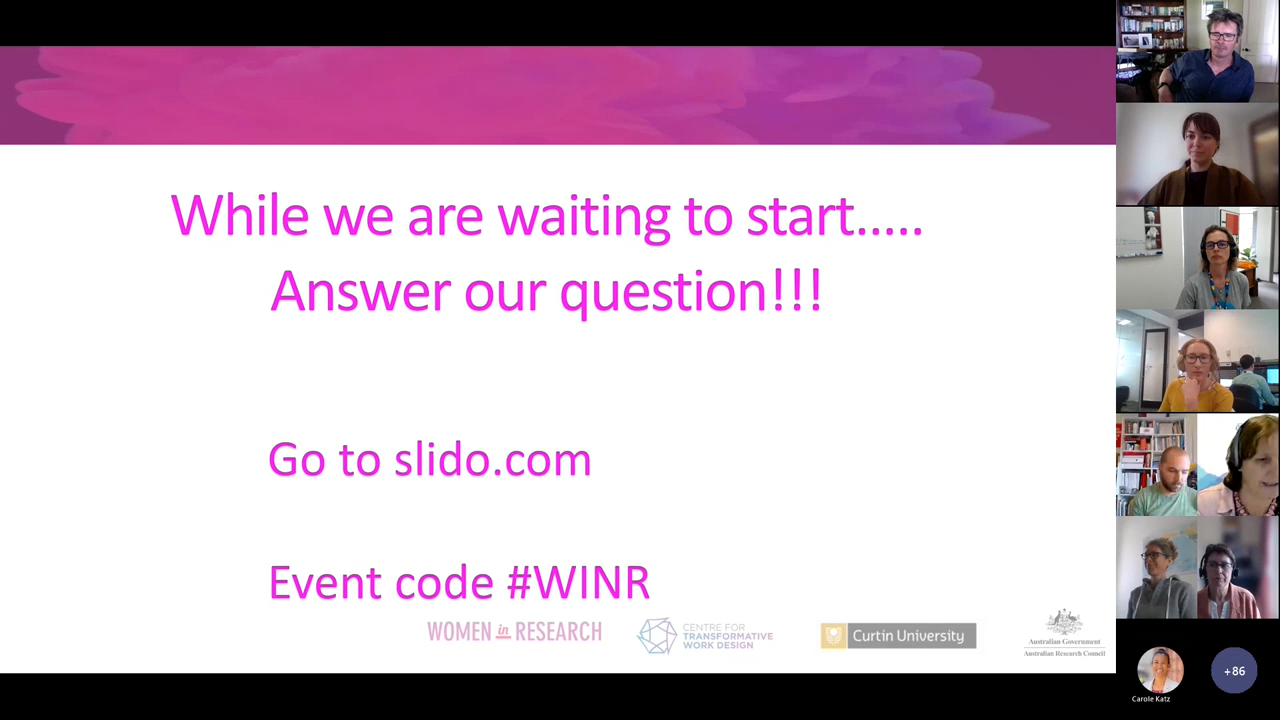 While we are waiting to start.....
Answer our question!!!
Go to slido.com
Event code #WINR
WOMEN in RESEARCH
CENTRE FOR
TRANSFORMATIVE
WORK DESIGN
Curtin University
Australian Government
Australian Research Council
Carole Katz
+86